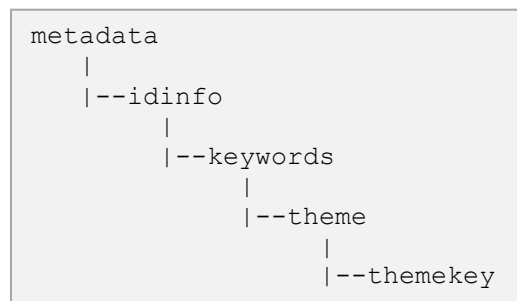 metadata
|
|--idinfo
|
|--keywords
|
|--theme
|
|--themekey